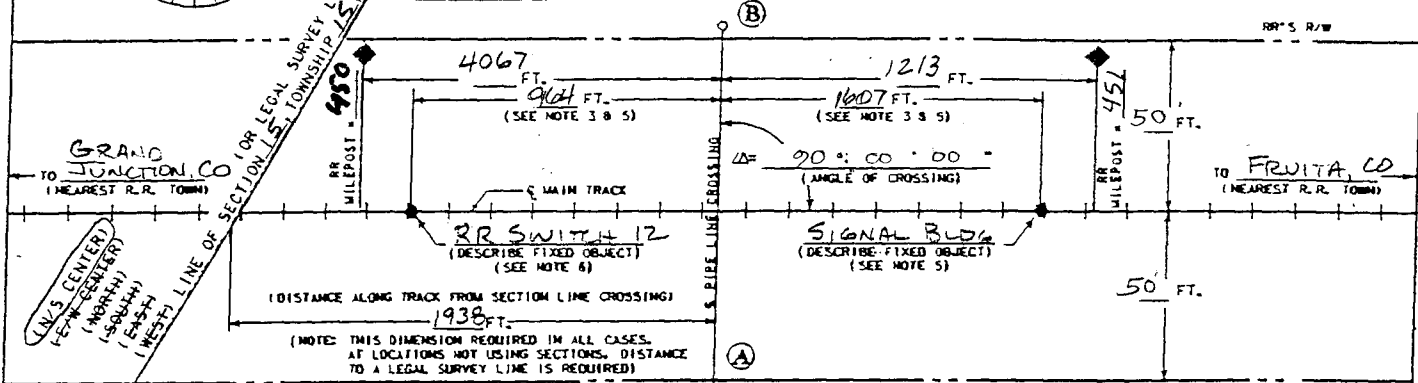 B
RR'S R/W
4067 FT.
1213 FT.
964 FT.
(SEE NOTE 3 & 5)
1607 FT.
(SEE NOTE 3 & 5)
RR MILEPOST = 450
RR MILEPOST = 451
50' FT.
(OR LEGAL SURVEY
LINE OF SECTION 15, TOWNSHIP 15
TO GRAND JUNCTION, CO
(NEAREST R.R. TOWN)
= 90 ° 00 ' 00 "
(ANGLE OF CROSSING)
TO FRUITA, CO
(NEAREST R.R. TOWN)
MAIN TRACK
PIPE LINE CROSSING
RR SWITCH 12
(DESCRIBE FIXED OBJECT)
(SEE NOTE 6)
SIGNAL BLDG
(DESCRIBE FIXED OBJECT)
(SEE NOTE 5)
(N/S CENTER)
(E/W CENTER)
(NORTH)
(SOUTH)
(EAST)
(WEST)
50 FT.
(DISTANCE ALONG TRACK FROM SECTION LINE CROSSING)
1938 FT.
(NOTE: THIS DIMENSION REQUIRED IN ALL CASES.
AT LOCATIONS NOT USING SECTIONS, DISTANCE
TO A LEGAL SURVEY LINE IS REQUIRED)
A